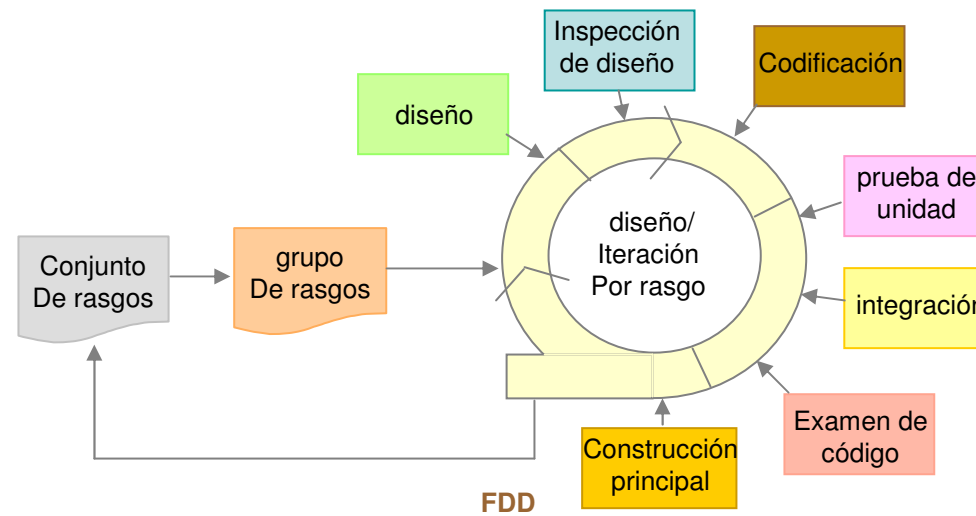 Inspección
de diseño
Codificación
diseño
prueba de
unidad
diseño/
Iteración
Por rasgo
grupo
De rasgos
Conjunto
De rasgos
integración
Examen de
código
Construcción
principal
FDD